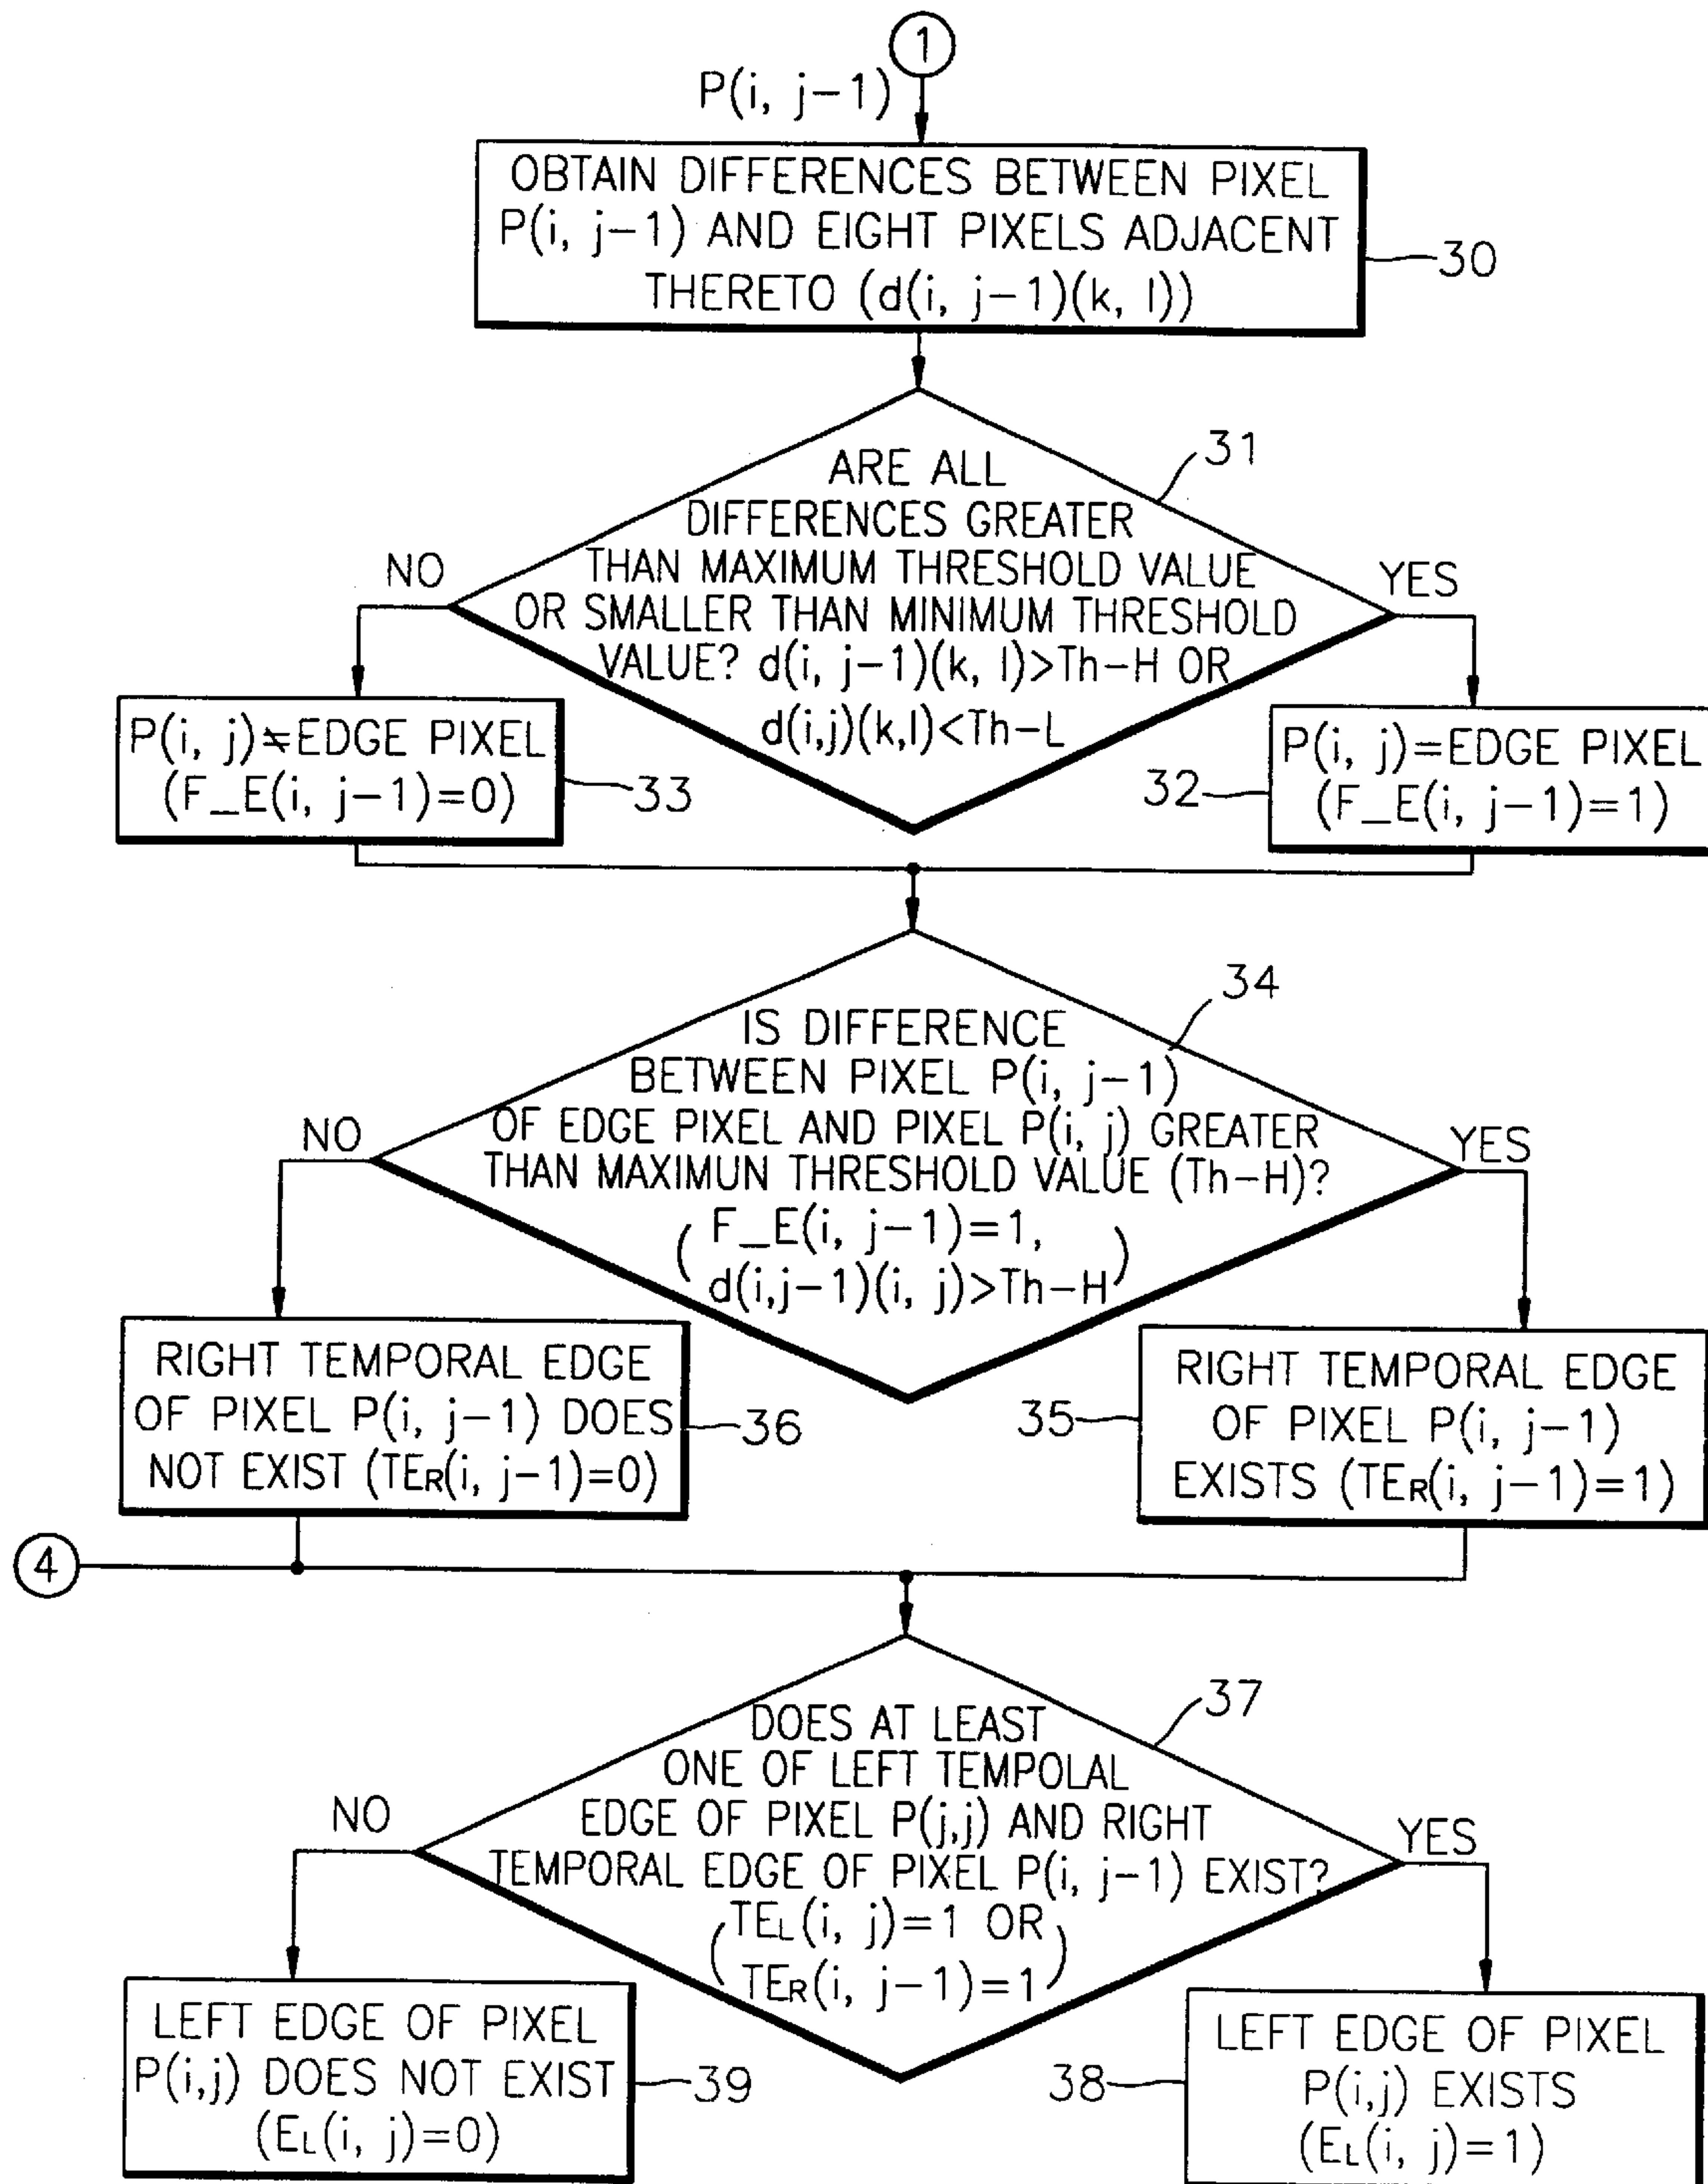 1
P(i, j−1)
OBTAIN DIFFERENCES BETWEEN PIXEL
P(i, j−1) AND EIGHT PIXELS ADJACENT
THERETO (d(i, j−1)(k, l))
30
31
ARE ALL
DIFFERENCES GREATER
THAN MAXIMUM THRESHOLD VALUE
OR SMALLER THAN MINIMUM THRESHOLD
VALUE? d(i, j−1)(k, l)>Th−H OR
d(i,j)(k,l)<Th−L
NO
YES
P(i, j)≠EDGE PIXEL
(F_E(i, j−1)=0)
33
32
P(i, j)=EDGE PIXEL
(F_E(i, j−1)=1)
34
IS DIFFERENCE
BETWEEN PIXEL P(i, j−1)
OF EDGE PIXEL AND PIXEL P(i, j) GREATER
THAN MAXIMUN THRESHOLD VALUE (Th−H)?
(F_E(i, j−1)=1,
d(i,j−1)(i, j)>Th−H)
NO
YES
RIGHT TEMPORAL EDGE
OF PIXEL P(i, j−1) DOES
NOT EXIST (TER(i, j−1)=0)
36
35
RIGHT TEMPORAL EDGE
OF PIXEL P(i, j−1)
EXISTS (TER(i, j−1)=1)
4
37
DOES AT LEAST
ONE OF LEFT TEMPOLAL
EDGE OF PIXEL P(j,j) AND RIGHT
TEMPORAL EDGE OF PIXEL P(i, j−1) EXIST?
(TEL(i, j)=1 OR
TER(i, j−1)=1)
NO
YES
LEFT EDGE OF PIXEL
P(i,j) DOES NOT EXIST
(EL(i, j)=0)
39
38
LEFT EDGE OF PIXEL
P(i,j) EXISTS
(EL(i, j)=1)